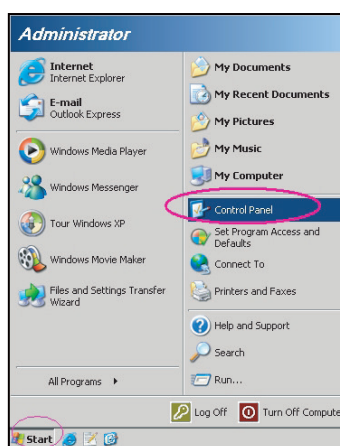 Administrator
Internet
Internet Explorer
E-mail
Outlook Express
Windows Media Player
Windows Messenger
Tour Windows XP
Windows Movie Maker
Files and Settings Transfer
Wizard
All Programs
My Documents
My Recent Documents
My Pictures
My Music
My Computer
Control Panel
Set Program Access and
Defaults
Connect To
Printers and Faxes
Help and Support
Search
Run...
Log Off
Turn Off Compute
Start